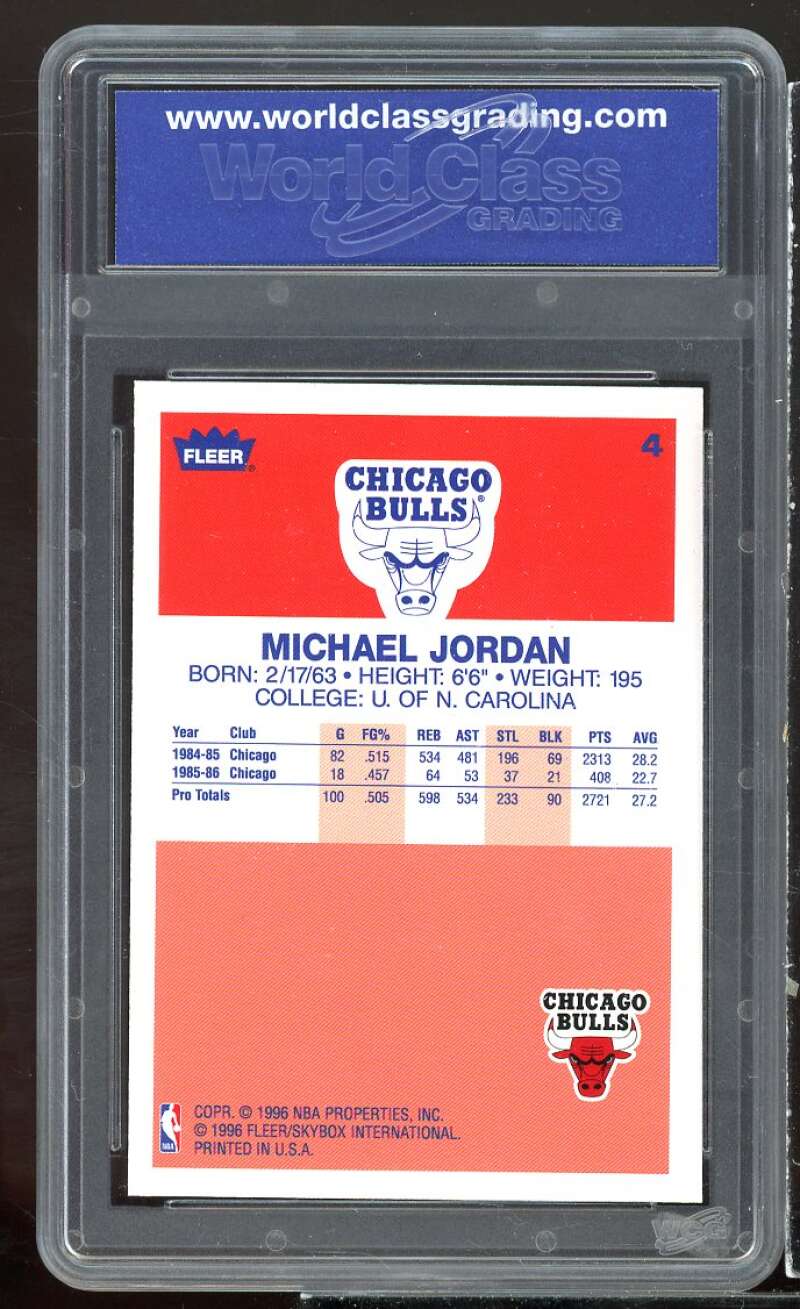 www.worldclassgrading.com
World Class
GRADING
FLEER®
4
CHICAGO
BULLS®
MICHAEL JORDAN
BORN: 2/17/63 • HEIGHT: 6'6" • WEIGHT: 195
COLLEGE: U. OF N. CAROLINA
Year Club G FG% REB AST STL BLK PTS AVG
1984-85 Chicago 82 .515 534 481 196 69 2313 28.2
1985-86 Chicago 18 .457 64 53 37 21 408 22.7
Pro Totals 100 .505 598 534 233 90 2721 27.2
CHICAGO
BULLS
NBA
COPR. © 1996 NBA PROPERTIES, INC.
© 1996 FLEER/SKYBOX INTERNATIONAL.
PRINTED IN U.S.A.
WCG